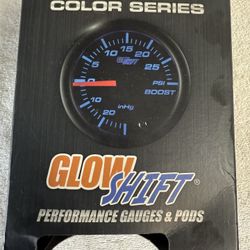 COLOR SERIES
15
20
10
5
25
0
PSI
10
BOOST
inHg
20
GLOW
SHIFT®
PERFORMANCE GAUGES & PODS